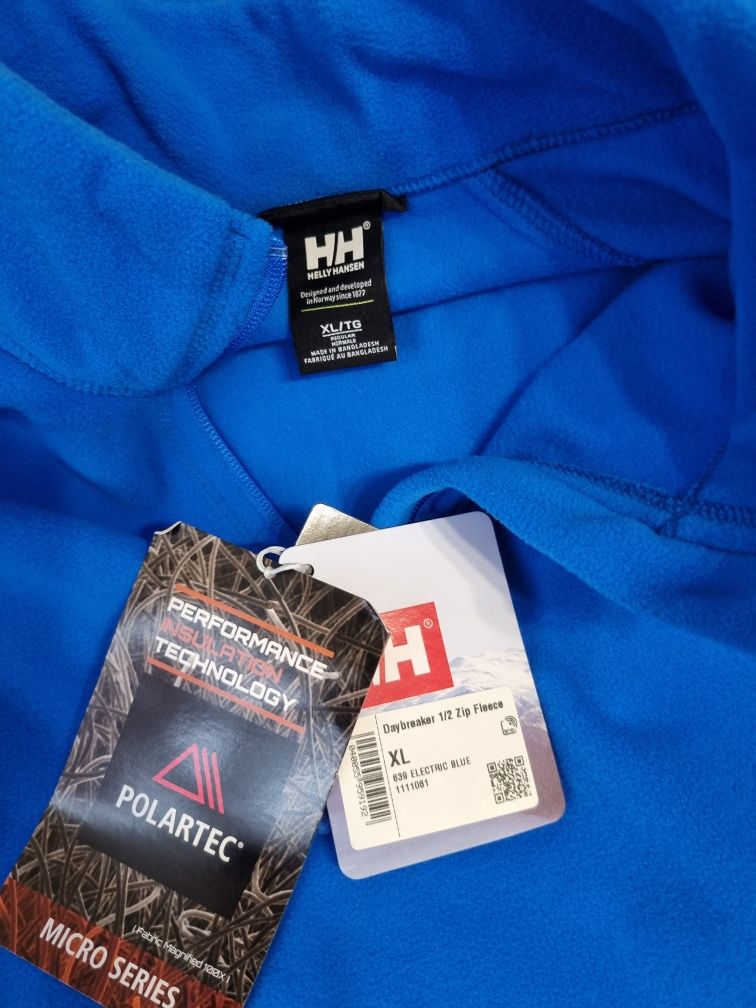 HH®
HELLY HANSEN
Designed and developed
in Norway since 1877
XL/TG
REGULAR
NORMALE
MADE IN BANGLADESH
FABRIQUÉ AU BANGLADESH
PERFORMANCE
INSULATION
TECHNOLOGY
POLARTEC®
[Fabric Magnified 100X]
MICRO SERIES
H®
Daybreaker 1/2 Zip Fleece
XL
639 ELECTRIC BLUE
1111061